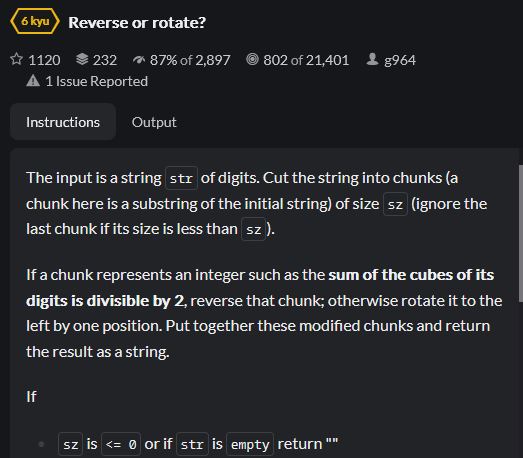 6 kyu Reverse or rotate?
1120 232 87% of 2,897 802 of 21,401 g964
1 Issue Reported
Instructions Output
The input is a string str of digits. Cut the string into chunks (a
chunk here is a substring of the initial string) of size sz (ignore the
last chunk if its size is less than sz ).
If a chunk represents an integer such as the sum of the cubes of its
digits is divisible by 2, reverse that chunk; otherwise rotate it to the
left by one position. Put together these modified chunks and return
the result as a string.
If
sz is <= 0 or if str is empty return ""